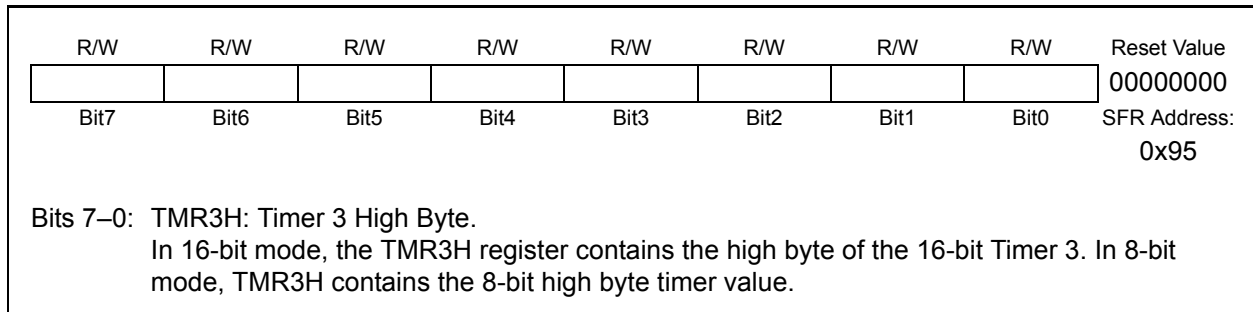 R/W R/W R/W R/W R/W R/W R/W R/W Reset Value
00000000
Bit7 Bit6 Bit5 Bit4 Bit3 Bit2 Bit1 Bit0 SFR Address:
0x95
Bits 7–0: TMR3H: Timer 3 High Byte.
In 16-bit mode, the TMR3H register contains the high byte of the 16-bit Timer 3. In 8-bit
mode, TMR3H contains the 8-bit high byte timer value.